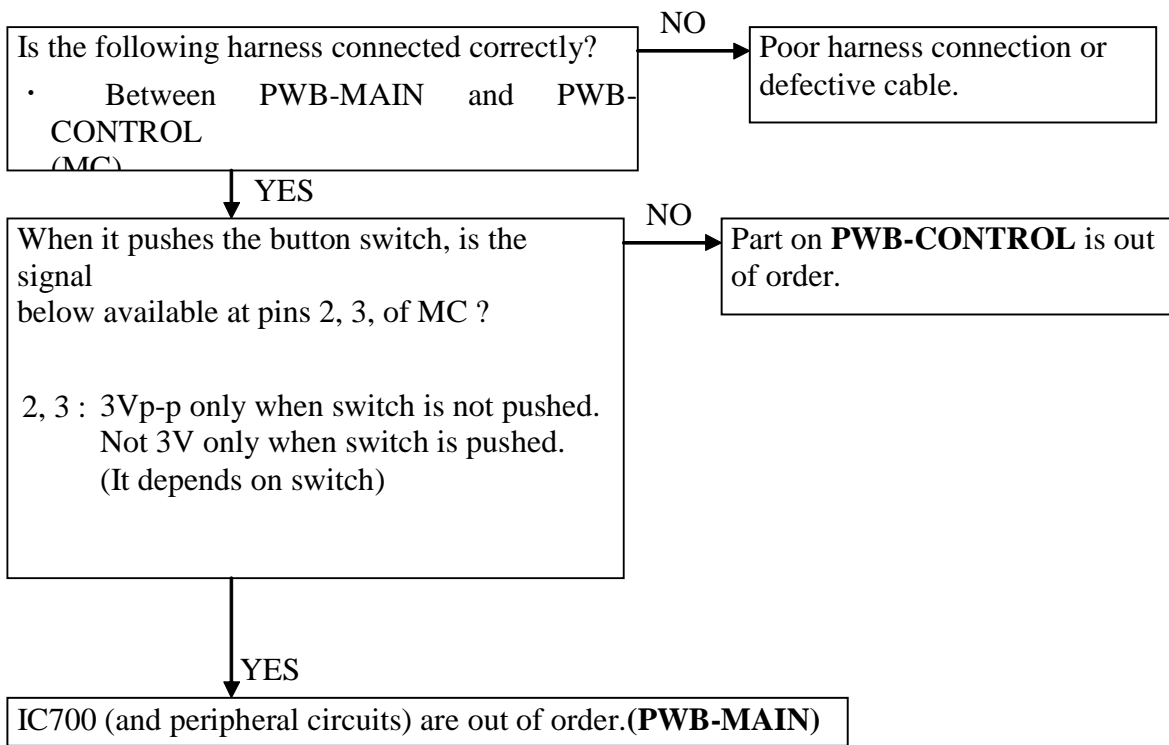 NO
Is the following harness connected correctly?
· Between PWB-MAIN and PWB-
CONTROL
(MC)
Poor harness connection or
defective cable.
YES
NO
When it pushes the button switch, is the
signal
below available at pins 2, 3, of MC ?
2, 3 : 3Vp-p only when switch is not pushed.
Not 3V only when switch is pushed.
(It depends on switch)
Part on PWB-CONTROL is out
of order.
YES
IC700 (and peripheral circuits) are out of order.(PWB-MAIN)